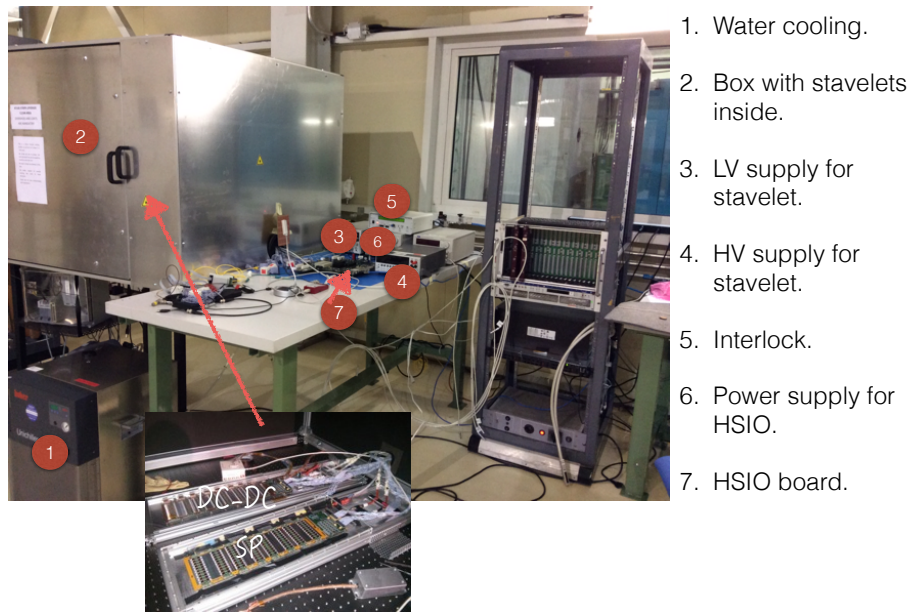 1. Water cooling.
2. Box with stavelets
inside.
3. LV supply for
stavelet.
4. HV supply for
stavelet.
5. Interlock.
6. Power supply for
HSIO.
7. HSIO board.
2
5
3
6
4
7
1
DC-DC
SP